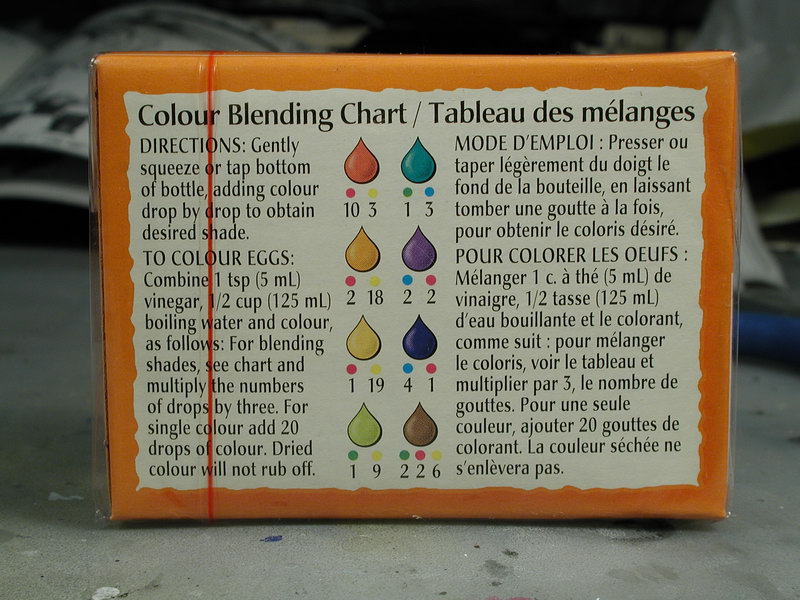 Colour Blending Chart / Tableau des mélanges
DIRECTIONS: Gently
squeeze or tap bottom
of bottle, adding colour
drop by drop to obtain
desired shade.
TO COLOUR EGGS:
Combine 1 tsp (5 mL)
vinegar, 1/2 cup (125 mL)
boiling water and colour,
as follows: For blending
shades, see chart and
multiply the numbers
of drops by three. For
single colour add 20
drops of colour. Dried
colour will not rub off.
10 3 1 3
2 18 2 2
1 19 4 1
1 9 2 2 6
MODE D'EMPLOI : Presser ou
taper légèrement du doigt le
fond de la bouteille, en laissant
tomber une goutte à la fois,
pour obtenir le coloris désiré.
POUR COLORER LES OEUFS :
Mélanger 1 c. à thé (5 mL) de
vinaigre, 1/2 tasse (125 mL)
d'eau bouillante et le colorant,
comme suit : pour mélanger
le coloris, voir le tableau et
multiplier par 3, le nombre de
gouttes. Pour une seule
couleur, ajouter 20 gouttes de
colorant. La couleur séchée ne
s'enlèvera pas.